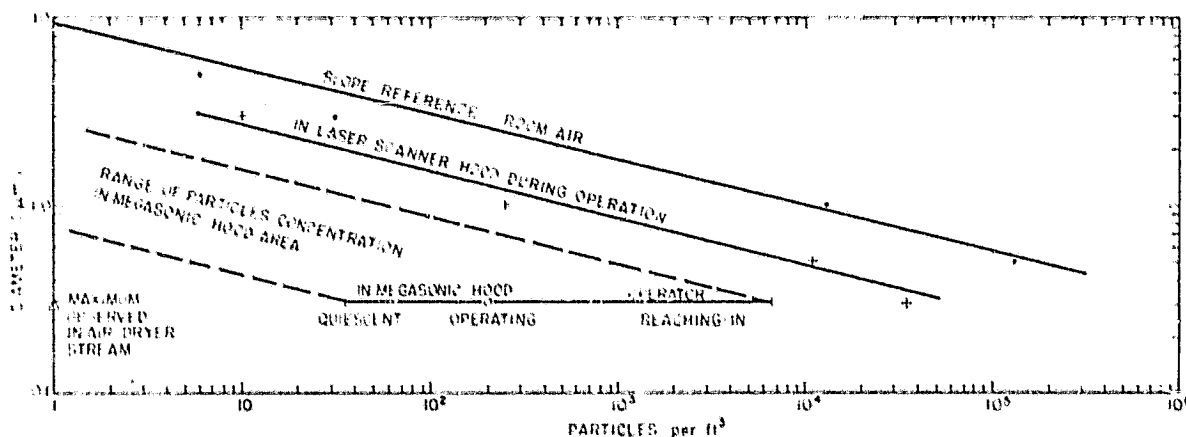 SLOPE REFERENCE ROOM AIR
IN LASER SCANNER HOOD DURING OPERATION
RANGE OF PARTICLES CONCENTRATION
IN MEGASONIC HOOD AREA
IN MEGASONIC HOOD
QUIESCENT OPERATING REACHING-IN
MAXIMUM
OBSERVED
IN AIR DRYER
STREAM
1 10 10² 10³ 10⁴ 10⁵
PARTICLES per ft³